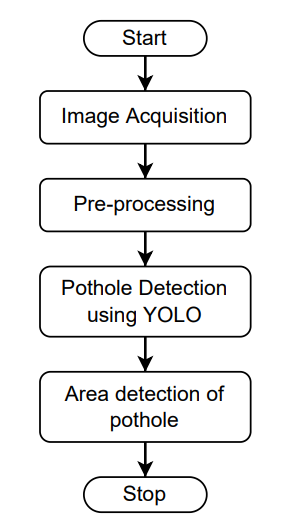 Start
Image Acquisition
Pre-processing
Pothole Detection
using YOLO
Area detection of
pothole
Stop